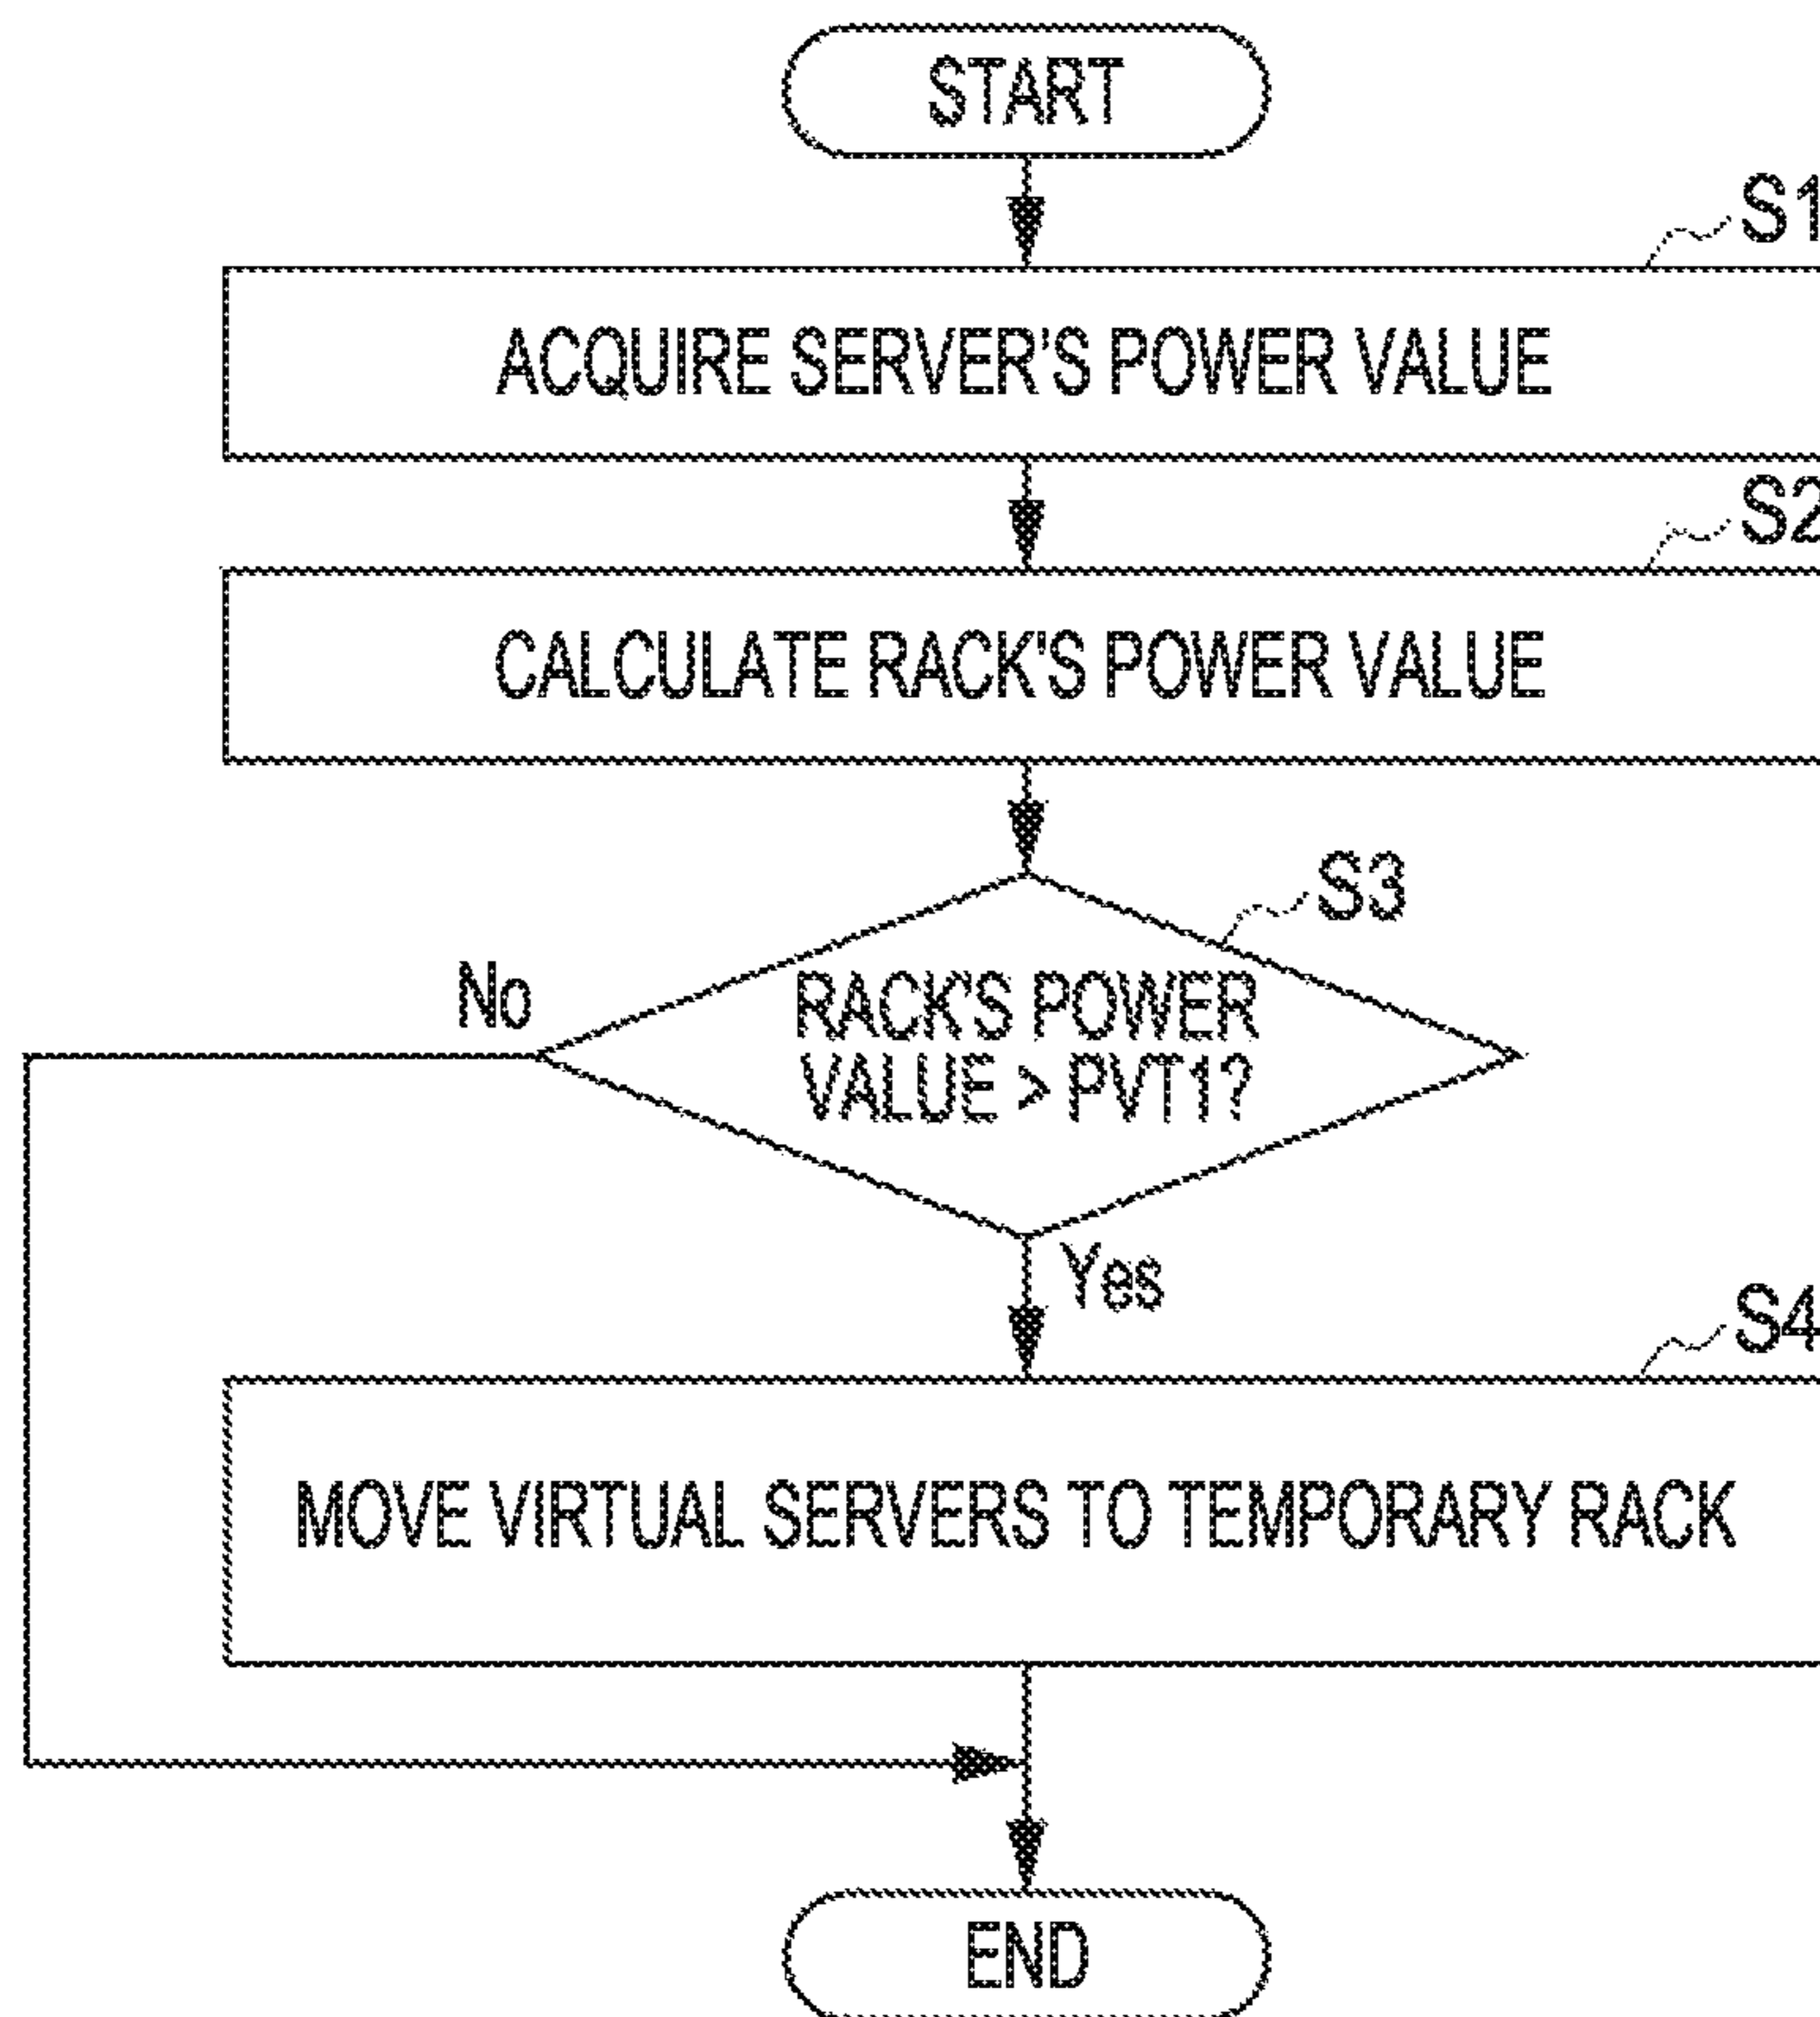 START
S1
ACQUIRE SERVER'S POWER VALUE
S2
CALCULATE RACK'S POWER VALUE
S3
No
RACK'S POWER
VALUE > PVT1?
Yes
S4
MOVE VIRTUAL SERVERS TO TEMPORARY RACK
END